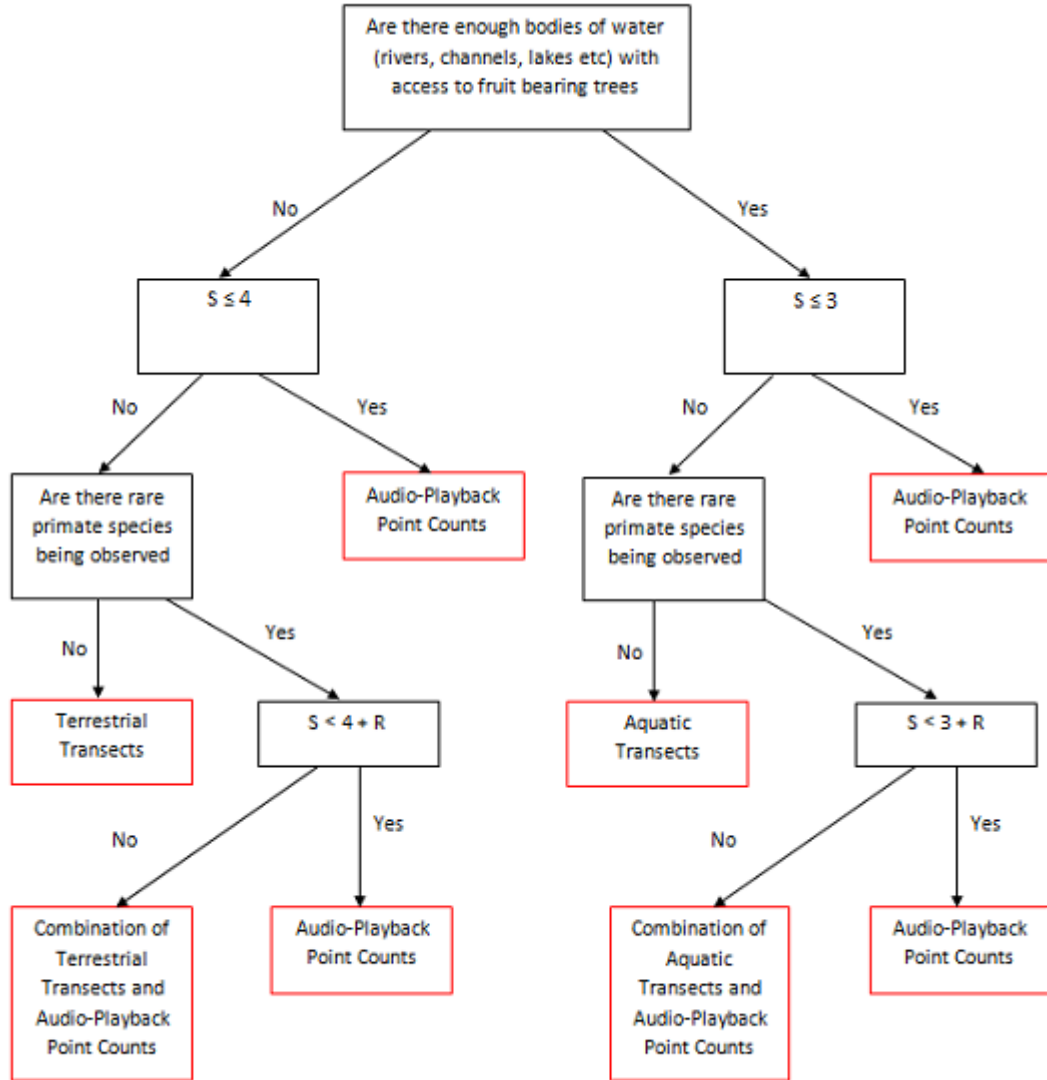 Are there enough bodies of water
(rivers, channels, lakes etc) with
access to fruit bearing trees
No
Yes
S ≤ 4
S ≤ 3
No
Yes
No
Yes
Are there rare
primate species
being observed
Audio-Playback
Point Counts
Are there rare
primate species
being observed
Audio-Playback
Point Counts
No
Yes
No
Yes
Terrestrial
Transects
S < 4 + R
Aquatic
Transects
S < 3 + R
No
Yes
No
Yes
Combination of
Terrestrial
Transects and
Audio-Playback
Point Counts
Audio-Playback
Point Counts
Combination of
Aquatic
Transects and
Audio-Playback
Point Counts
Audio-Playback
Point Counts